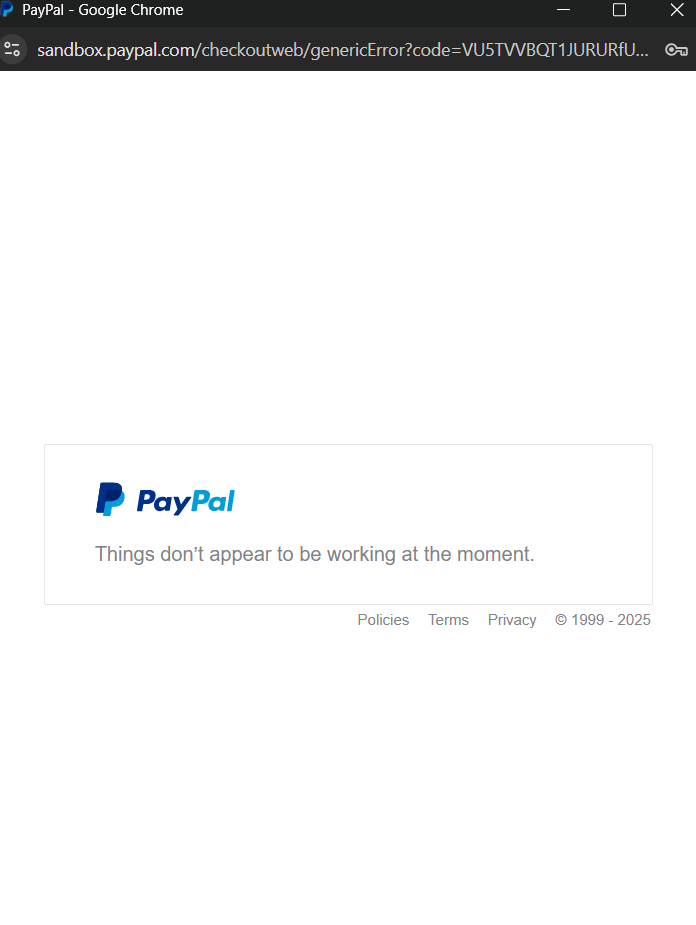 PayPal - Google Chrome
sandbox.paypal.com/checkoutweb/genericError?code=VU5TVVBQT1JURURfU...
PayPal
Things don’t appear to be working at the moment.
Policies Terms Privacy © 1999 - 2025